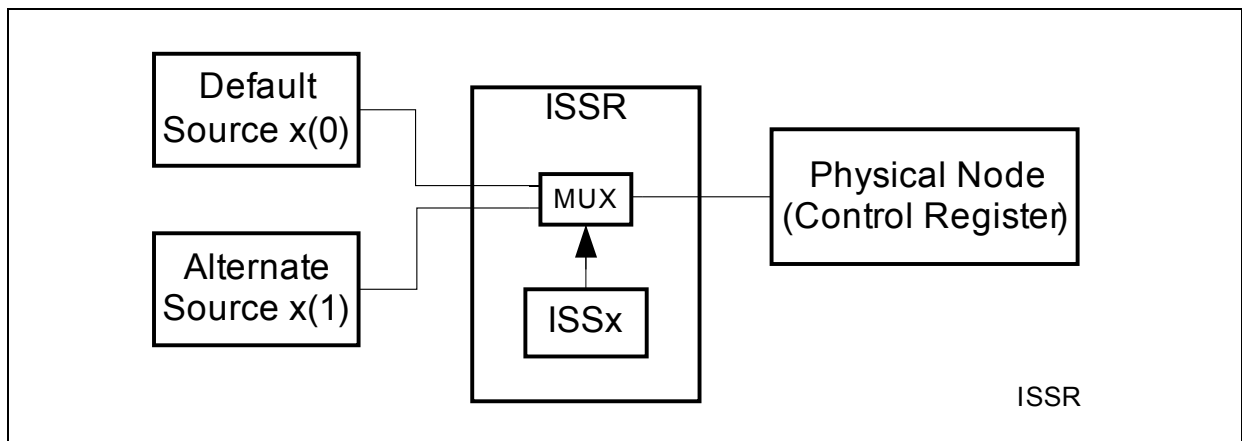 Default
Source x(0)
Alternate
Source x(1)
ISSR
MUX
ISSx
Physical Node
(Control Register)
ISSR